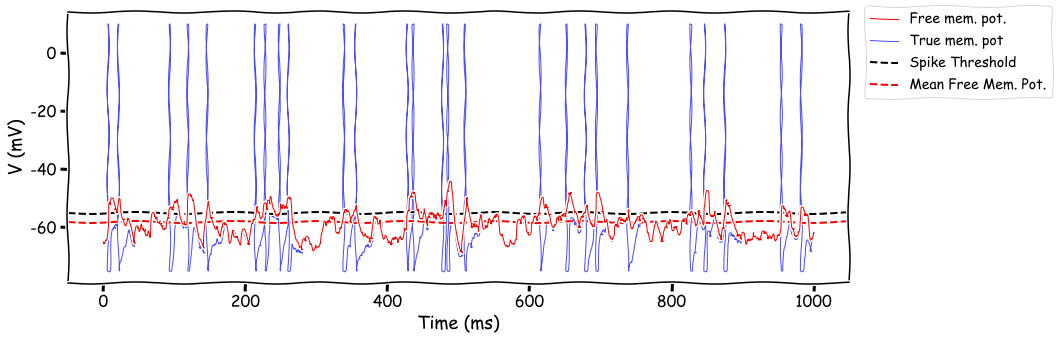 Free mem. pot.
True mem. pot
Spike Threshold
Mean Free Mem. Pot.
V (mV)
0
-20
-40
-60
0 200 400 600 800 1000
Time (ms)